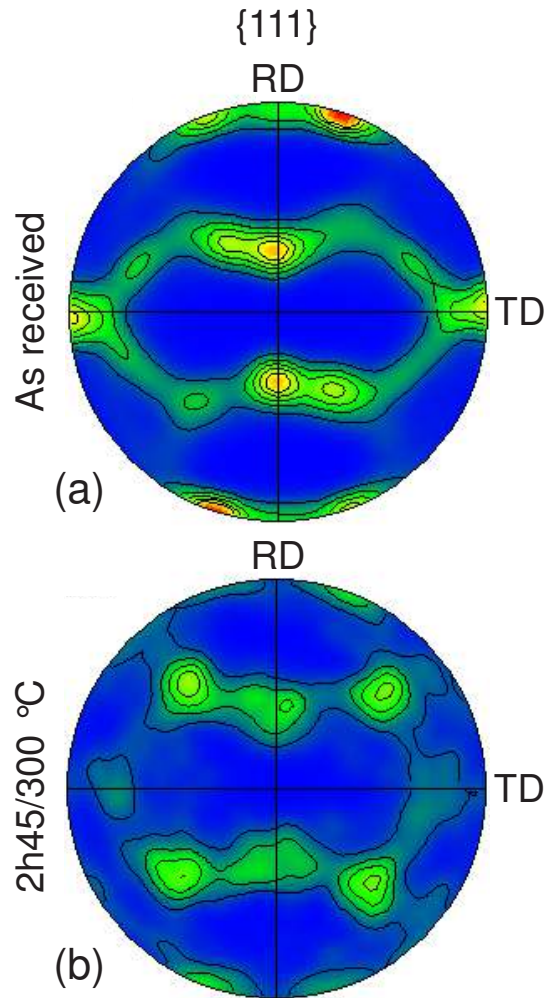 {111}
RD
As received
TD
(a)
RD
2h45/300 °C
TD
(b)